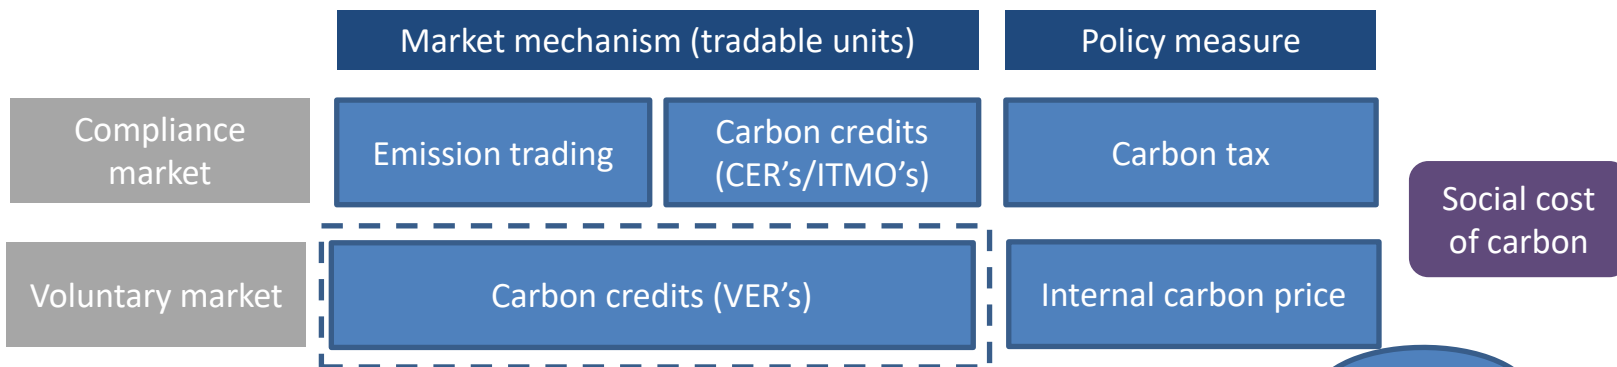 Market mechanism (tradable units)
Policy measure
Compliance
market
Emission trading
Carbon credits
(CER’s/ITMO’s)
Carbon tax
Social cost
of carbon
Voluntary market
Carbon credits (VER’s)
Internal carbon price